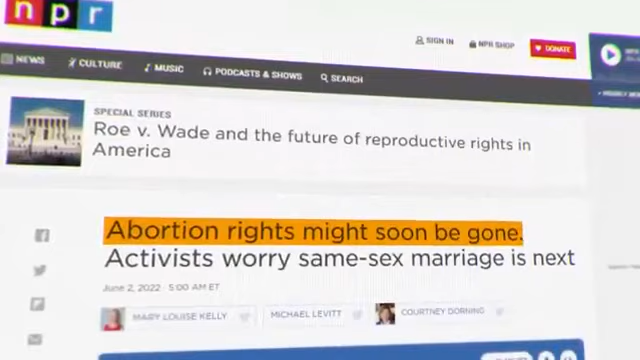 npr
SIGN IN
NPR SHOP
DONATE
NEWS
CULTURE
MUSIC
PODCASTS & SHOWS
SEARCH
SPECIAL SERIES
Roe v. Wade and the future of reproductive rights in
America
Abortion rights might soon be gone.
Activists worry same-sex marriage is next
June 2, 2022 · 5:00 AM ET
MARY LOUISE KELLY
MICHAEL LEVITT
COURTNEY DORNING